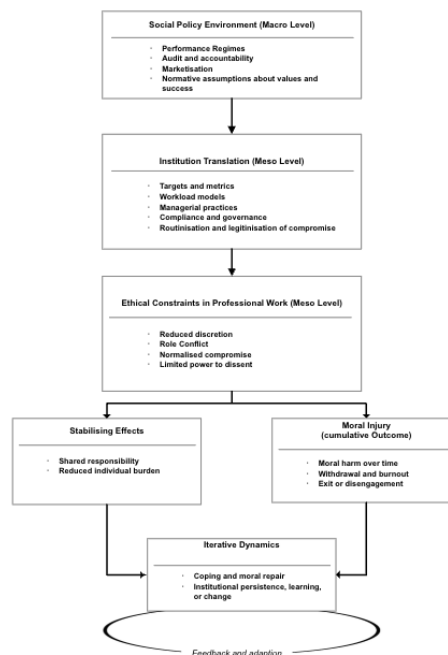 Social Policy Environment (Macro Level)
· Performance Regimes
· Audit and accountability
· Marketisation
· Normative assumptions about values and
success
Institution Translation (Meso Level)
· Targets and metrics
· Workload models
· Managerial practices
· Compliance and governance
· Routinisation and legitinisation of compromise
Ethical Constraints in Professional Work (Meso Level)
· Reduced discretion
· Role Conflict
· Normalised compromise
· Limited power to dissent
Stabilising Effects
· Shared responsibility
· Reduced individual burden
Moral Injury
(cumulative Outcome)
· Moral harm over time
· Withdrawal and burnout
· Exit or disengagement
Iterative Dynamics
· Coping and moral repair
· Institutional persistence, learning,
or change
Feedback and adaption